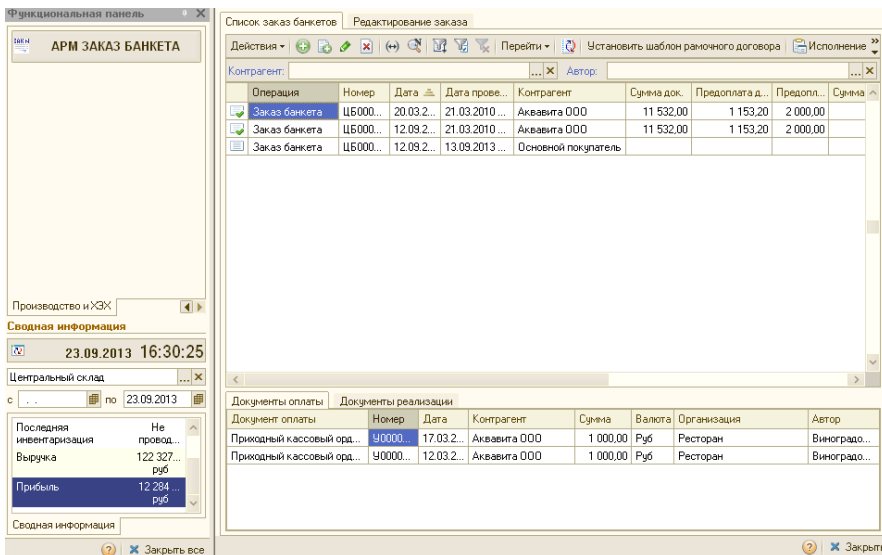 Функциональная панель
АРМ ЗАКАЗ БАНКЕТА
Производство и ХЭХ
Сводная информация
23.09.2013 16:30:25
Центральный склад ...
с . . по 23.09.2013
Последняя инвентаризация Не провод...
Выручка 122 327... руб
Прибыль 12 284 ... руб
Сводная информация
Закрыть все
Список заказ банкетов Редактирование заказа
Действия Перейти Установить шаблон рамочного договора Исполнение
Контрагент: ... Автор: ...
Операция Номер Дата Дата прове... Контрагент Сумма док. Предоплата д... Предопл... Сумма
Заказ банкета ЦБ000... 20.03.2... 21.03.2010 ... Аквавита ООО 11 532,00 1 153,20 2 000,00
Заказ банкета ЦБ000... 12.09.2... 21.03.2010 ... Аквавита ООО 11 532,00 1 153,20 2 000,00
Заказ банкета ЦБ000... 12.09.2... 13.09.2013 ... Основной покупатель
Документы оплаты Документы реализации
Документ оплаты Номер Дата Контрагент Сумма Валюта Организация Автор
Приходный кассовый орд... У0000... 17.03.2... Аквавита ООО 1 000,00 Руб Ресторан Виноградо...
Приходный кассовый орд... У0000... 12.03.2... Аквавита ООО 1 000,00 Руб Ресторан Виноградо...
Закрыт